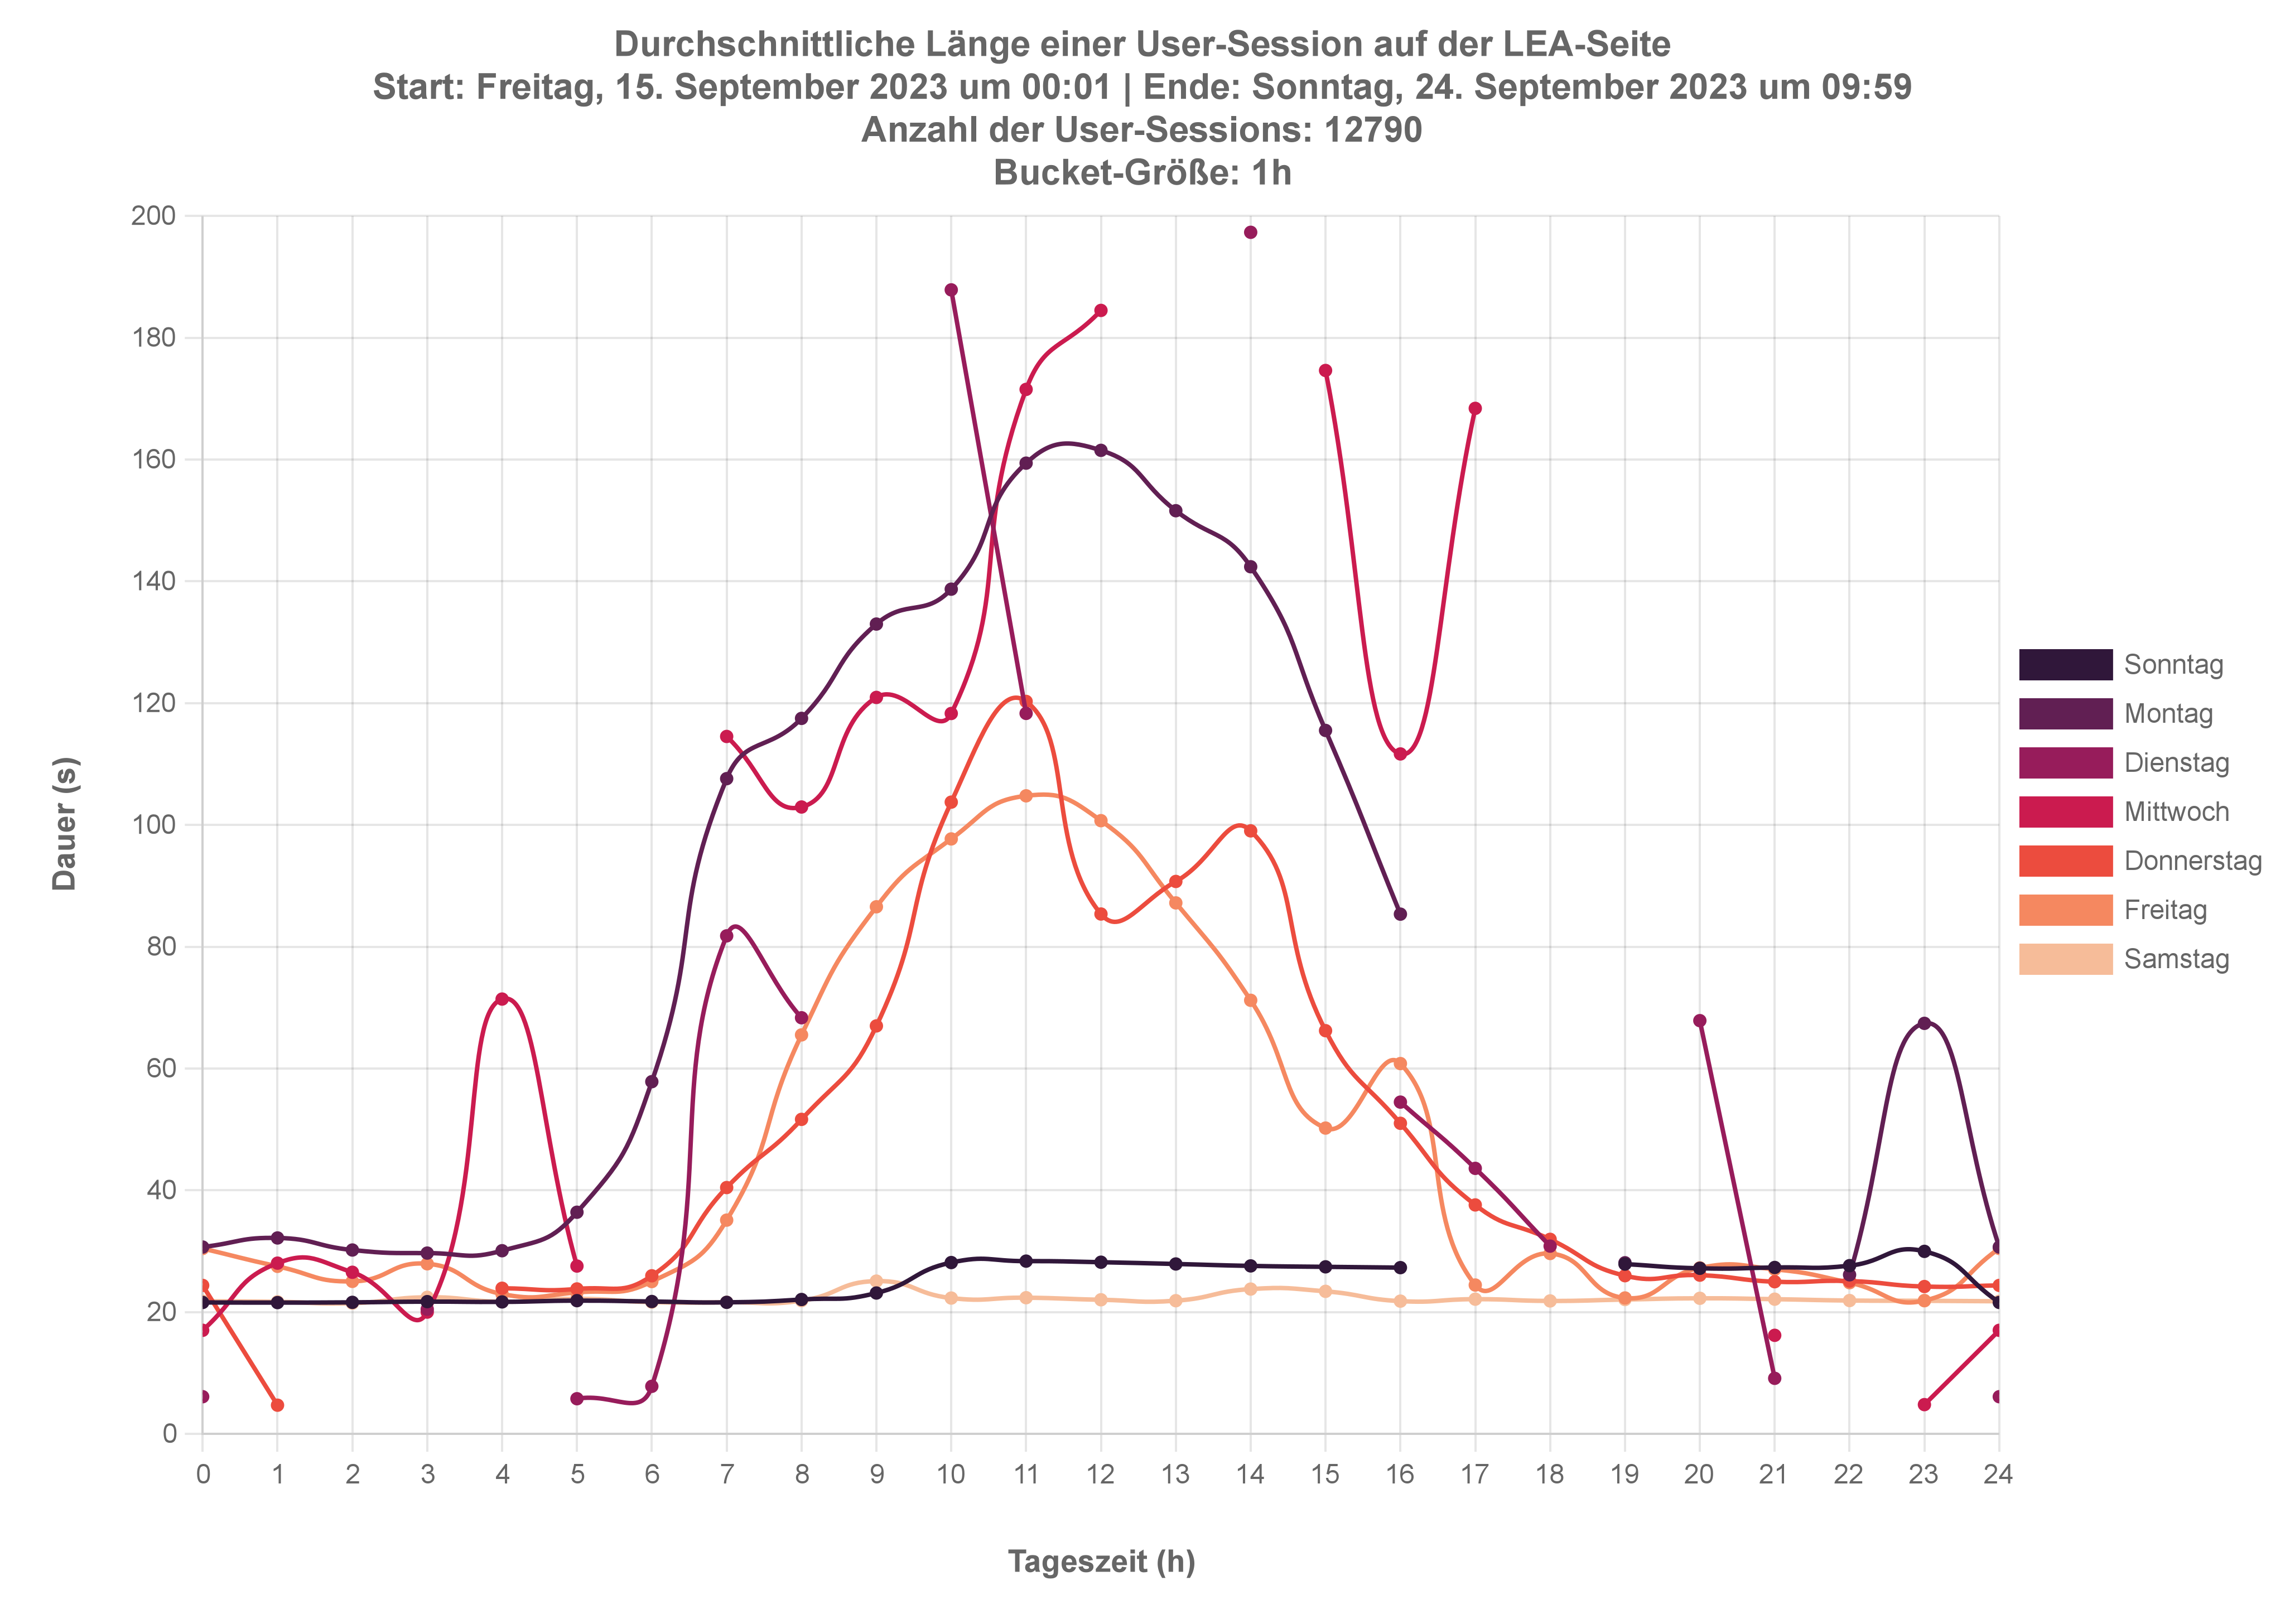 Durchschnittliche Länge einer User-Session auf der LEA-Seite
Start: Freitag, 15. September 2023 um 00:01 | Ende: Sonntag, 24. September 2023 um 09:59
Anzahl der User-Sessions: 12790
Bucket-Größe: 1h
200
180
160
140
120
100
80
60
40
20
0
Dauer (s)
0 1 2 3 4 5 6 7 8 9 10 11 12 13 14 15 16 17 18 19 20 21 22 23 24
Tageszeit (h)
Sonntag
Montag
Dienstag
Mittwoch
Donnerstag
Freitag
Samstag